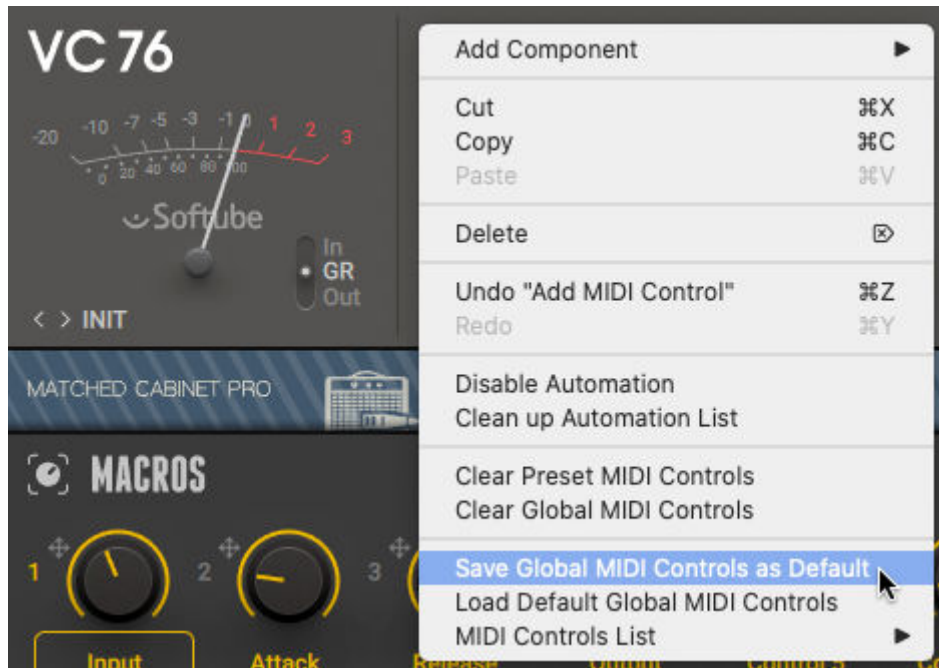 VC 76
-20 -10 -7 -5 -3 -1 0 1 2 3
0 20 40 60 80 100
Softube
In
GR
Out
< > INIT
MATCHED CABINET PRO
MACROS
1 2 3
Input Attack Release Output
Add Component
Cut ⌘X
Copy ⌘C
Paste ⌘V
Delete
Undo "Add MIDI Control" ⌘Z
Redo ⌘Y
Disable Automation
Clean up Automation List
Clear Preset MIDI Controls
Clear Global MIDI Controls
Save Global MIDI Controls as Default
Load Default Global MIDI Controls
MIDI Controls List